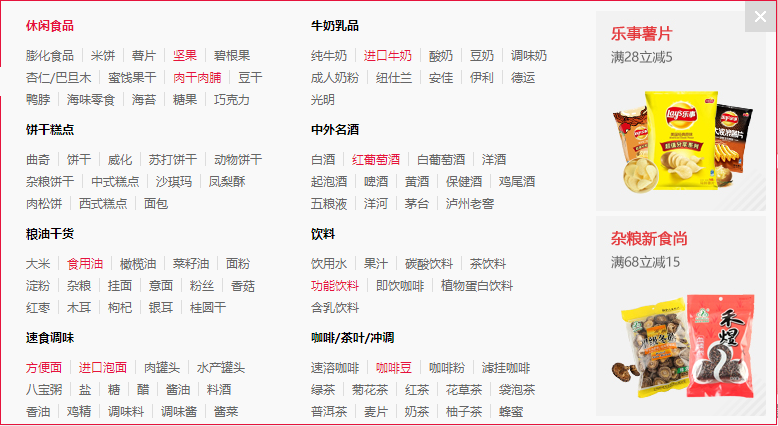 休闲食品
膨化食品 米饼 薯片 坚果 碧根果
杏仁/巴旦木 蜜饯果干 肉干肉脯 豆干
鸭脖 海味零食 海苔 糖果 巧克力
饼干糕点
曲奇 饼干 威化 苏打饼干 动物饼干
杂粮饼干 中式糕点 沙琪玛 凤梨酥
肉松饼 西式糕点 面包
粮油干货
大米 食用油 橄榄油 菜籽油 面粉
淀粉 杂粮 挂面 意面 粉丝 香菇
红枣 木耳 枸杞 银耳 桂圆干
速食调味
方便面 进口泡面 肉罐头 水产罐头
八宝粥 盐 糖 醋 酱油 料酒
香油 鸡精 调味料 调味酱 酱菜
牛奶乳品
纯牛奶 进口牛奶 酸奶 豆奶 调味奶
成人奶粉 纽仕兰 安佳 伊利 德运
光明
中外名酒
白酒 红葡萄酒 白葡萄酒 洋酒
起泡酒 啤酒 黄酒 保健酒 鸡尾酒
五粮液 洋河 茅台 泸州老窖
饮料
饮用水 果汁 碳酸饮料 茶饮料
功能饮料 即饮咖啡 植物蛋白饮料
含乳饮料
咖啡/茶叶/冲调
速溶咖啡 咖啡豆 咖啡粉 滤挂咖啡
绿茶 菊花茶 红茶 花草茶 袋泡茶
普洱茶 麦片 奶茶 柚子茶 蜂蜜
乐事薯片
满28立减5
Lay's乐事
杂粮新食尚
满68立减15
禾煜